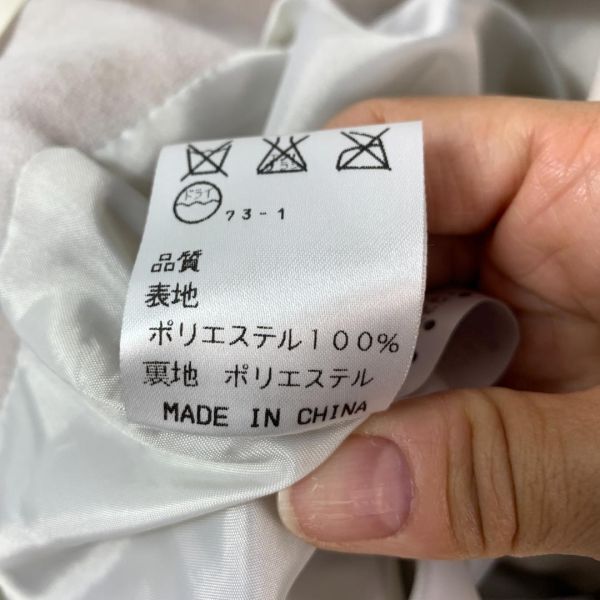 ドライ 73-1
品質
表地
ポリエステル100%
裏地 ポリエステル
MADE IN CHINA